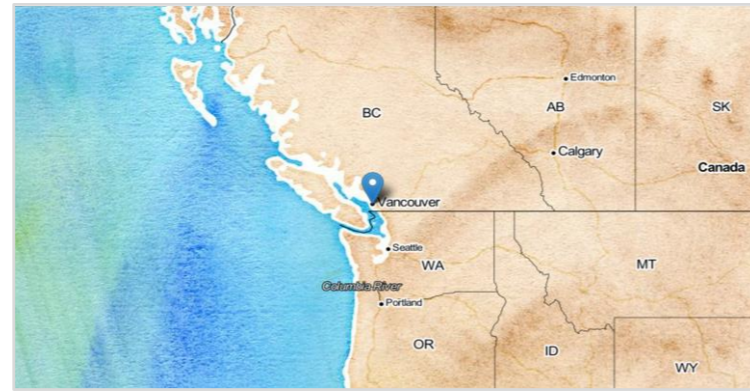 Edmonton
BC
AB
SK
Calgary
Canada
Vancouver
Seattle
WA
MT
Columbia River
Portland
OR
ID
WY